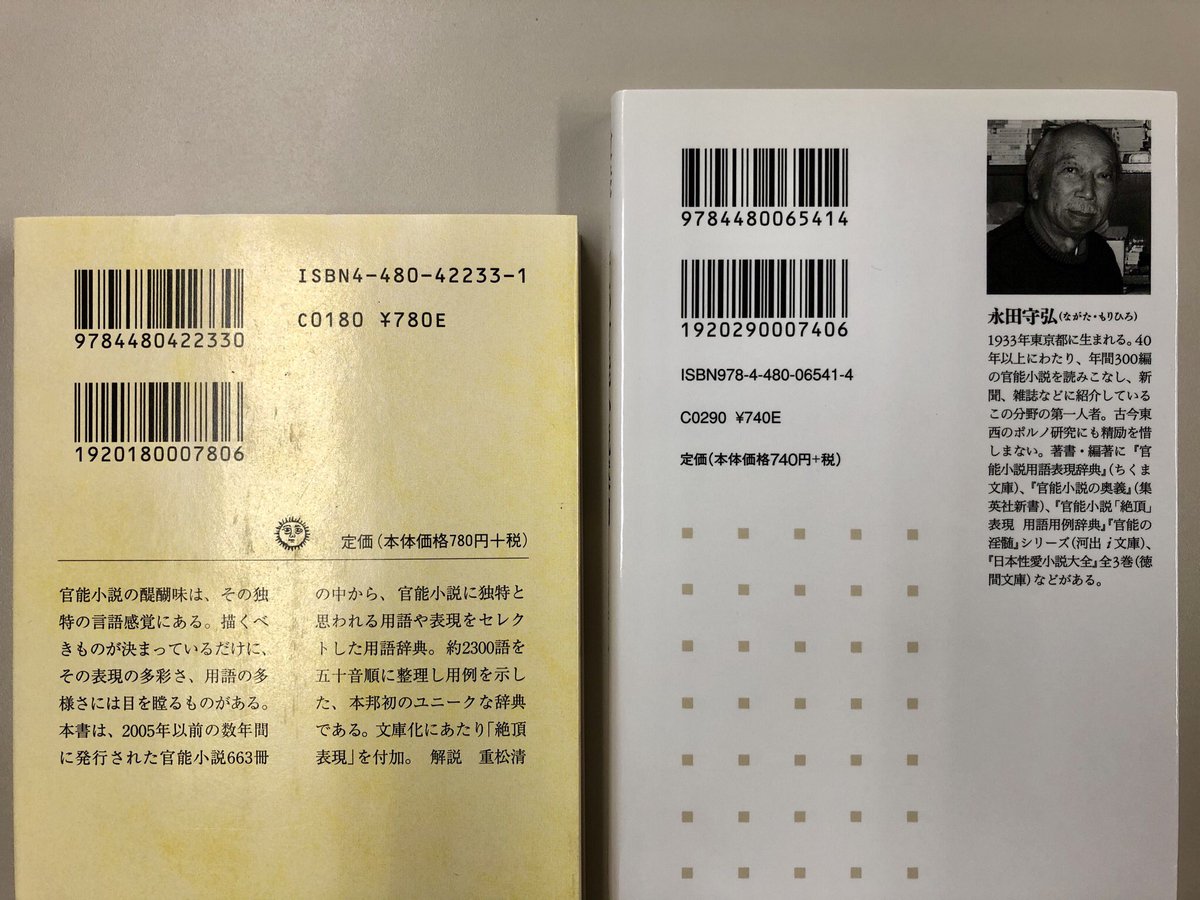 9784480422330
ISBN4-480-42233-1
C0180 ¥780E
1920180007806
定価(本体価格780円+税)
官能小説の醍醐味は、その独
特の言語感覚にある。描くべ
きものが決まっているだけに、
その表現の多彩さ、用語の多
様さには目を瞠るものがある。
本書は、2005年以前の数年間
に発行された官能小説663冊
の中から、官能小説に独特と
思われる用語や表現をセレク
トした用語辞典。約2300語を
五十音順に整理し用例を示し
た、本邦初のユニークな辞典
である。文庫化にあたり「絶頂
表現」を付加。 解説 重松清
9784480065414
1920290007406
ISBN978-4-480-06541-4
C0290 ¥740E
定価(本体価格740円+税)
永田守弘(ながた・もりひろ)
1933年東京都に生まれる。40
年以上にわたり、年間300編
の官能小説を読みこなし、新
聞、雑誌などに紹介している
この分野の第一人者。古今東
西のポルノ研究にも精励を惜
しまない。著書・編著に『官
能小説用語表現辞典』(ちくま
文庫)、『官能小説の奥義』(集
英社新書)、『官能小説「絶頂」
表現 用語用例辞典』『官能の
淫髄』シリーズ(河出i文庫)、
『日本性愛小説大全』全3巻(徳
間文庫)などがある。